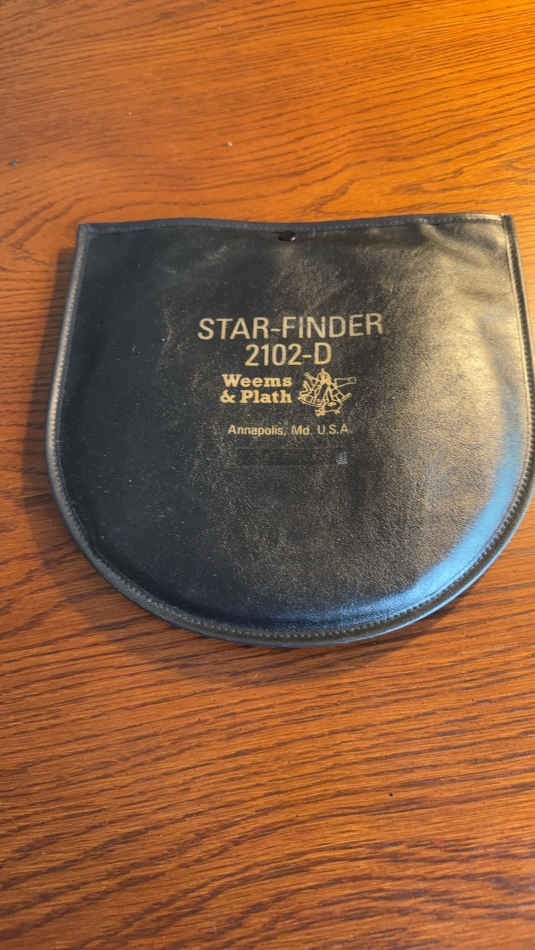 STAR-FINDER
2102-D
Weems
& Plath
Annapolis, Md. U.S.A.